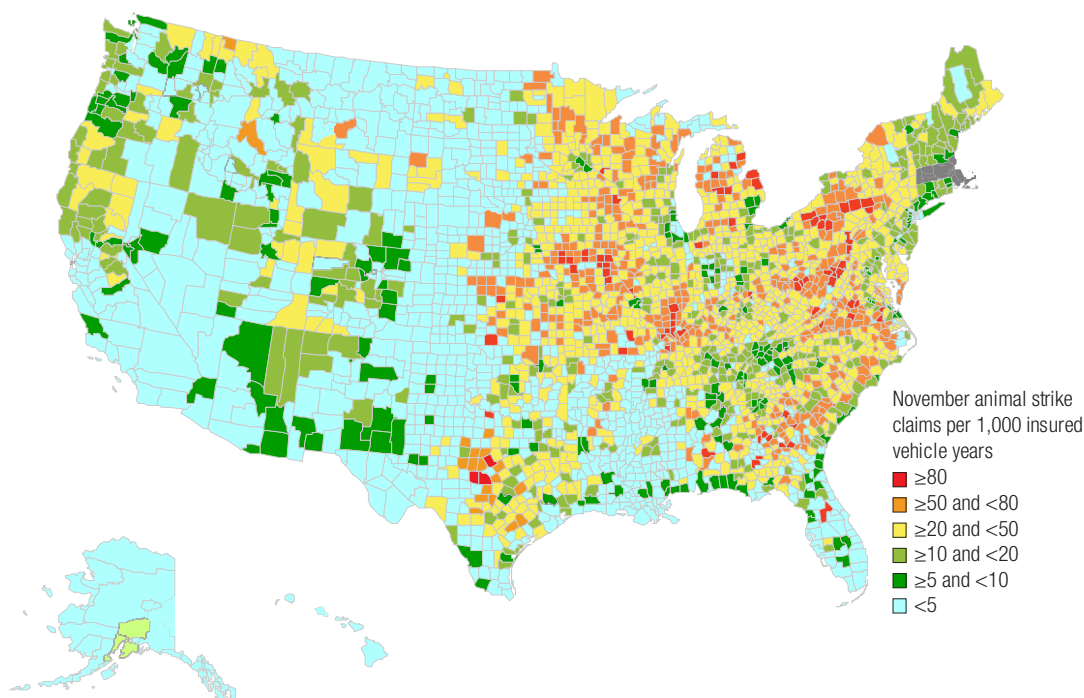 November animal strike
claims per 1,000 insured
vehicle years
≥80
≥50 and <80
≥20 and <50
≥10 and <20
≥5 and <10
<5